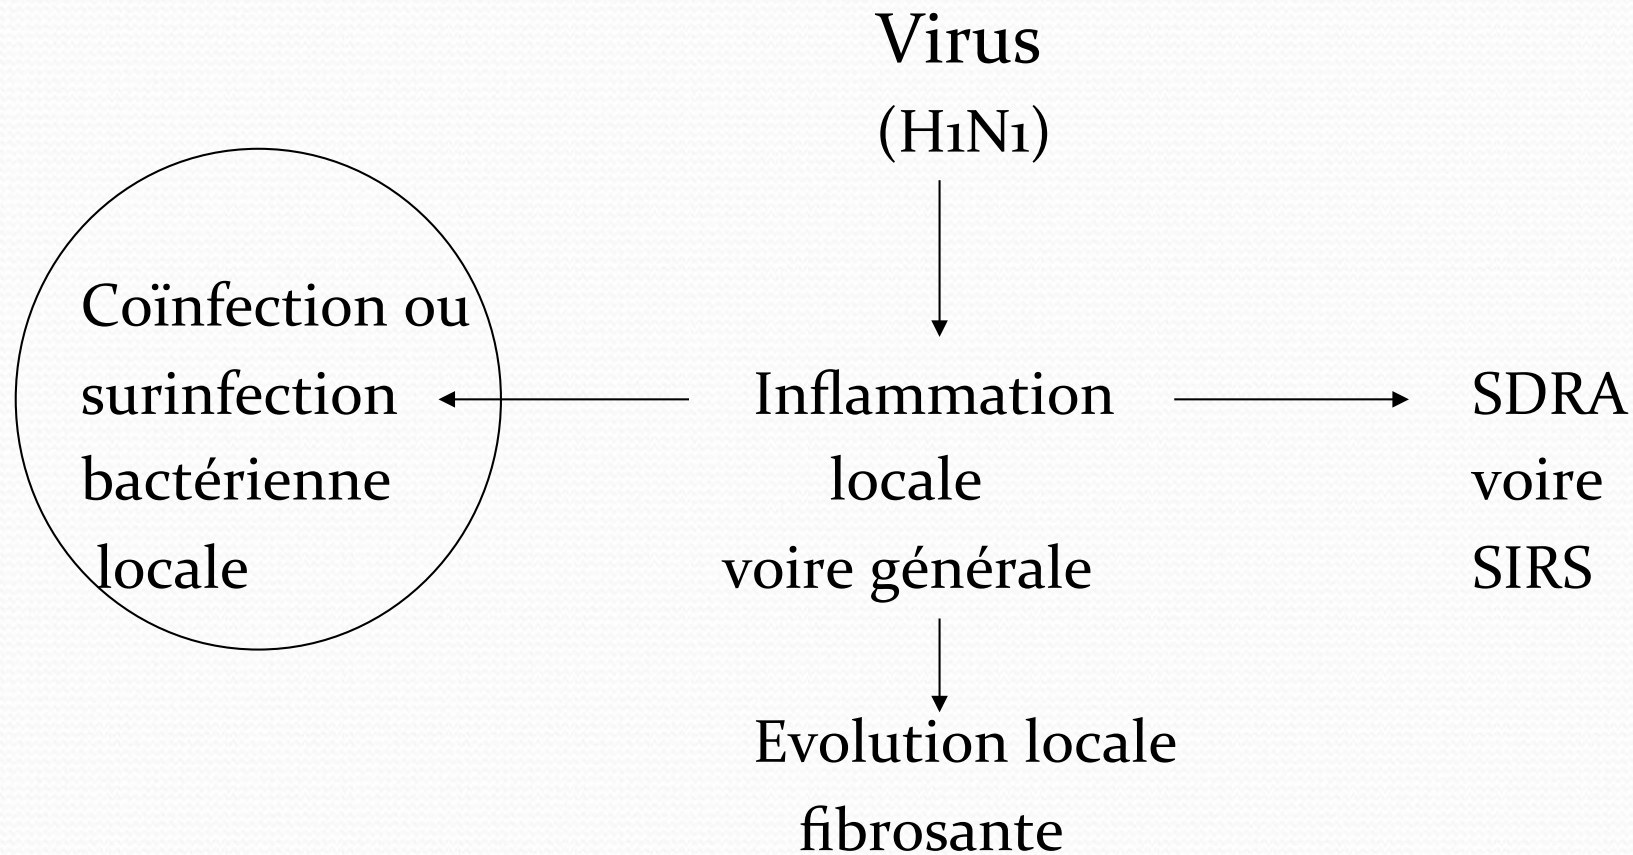 Virus
(H1N1)
Coïnfection ou
surinfection
bactérienne
locale
Inflammation
locale
voire générale
SDRA
voire
SIRS
Evolution locale
fibrosante